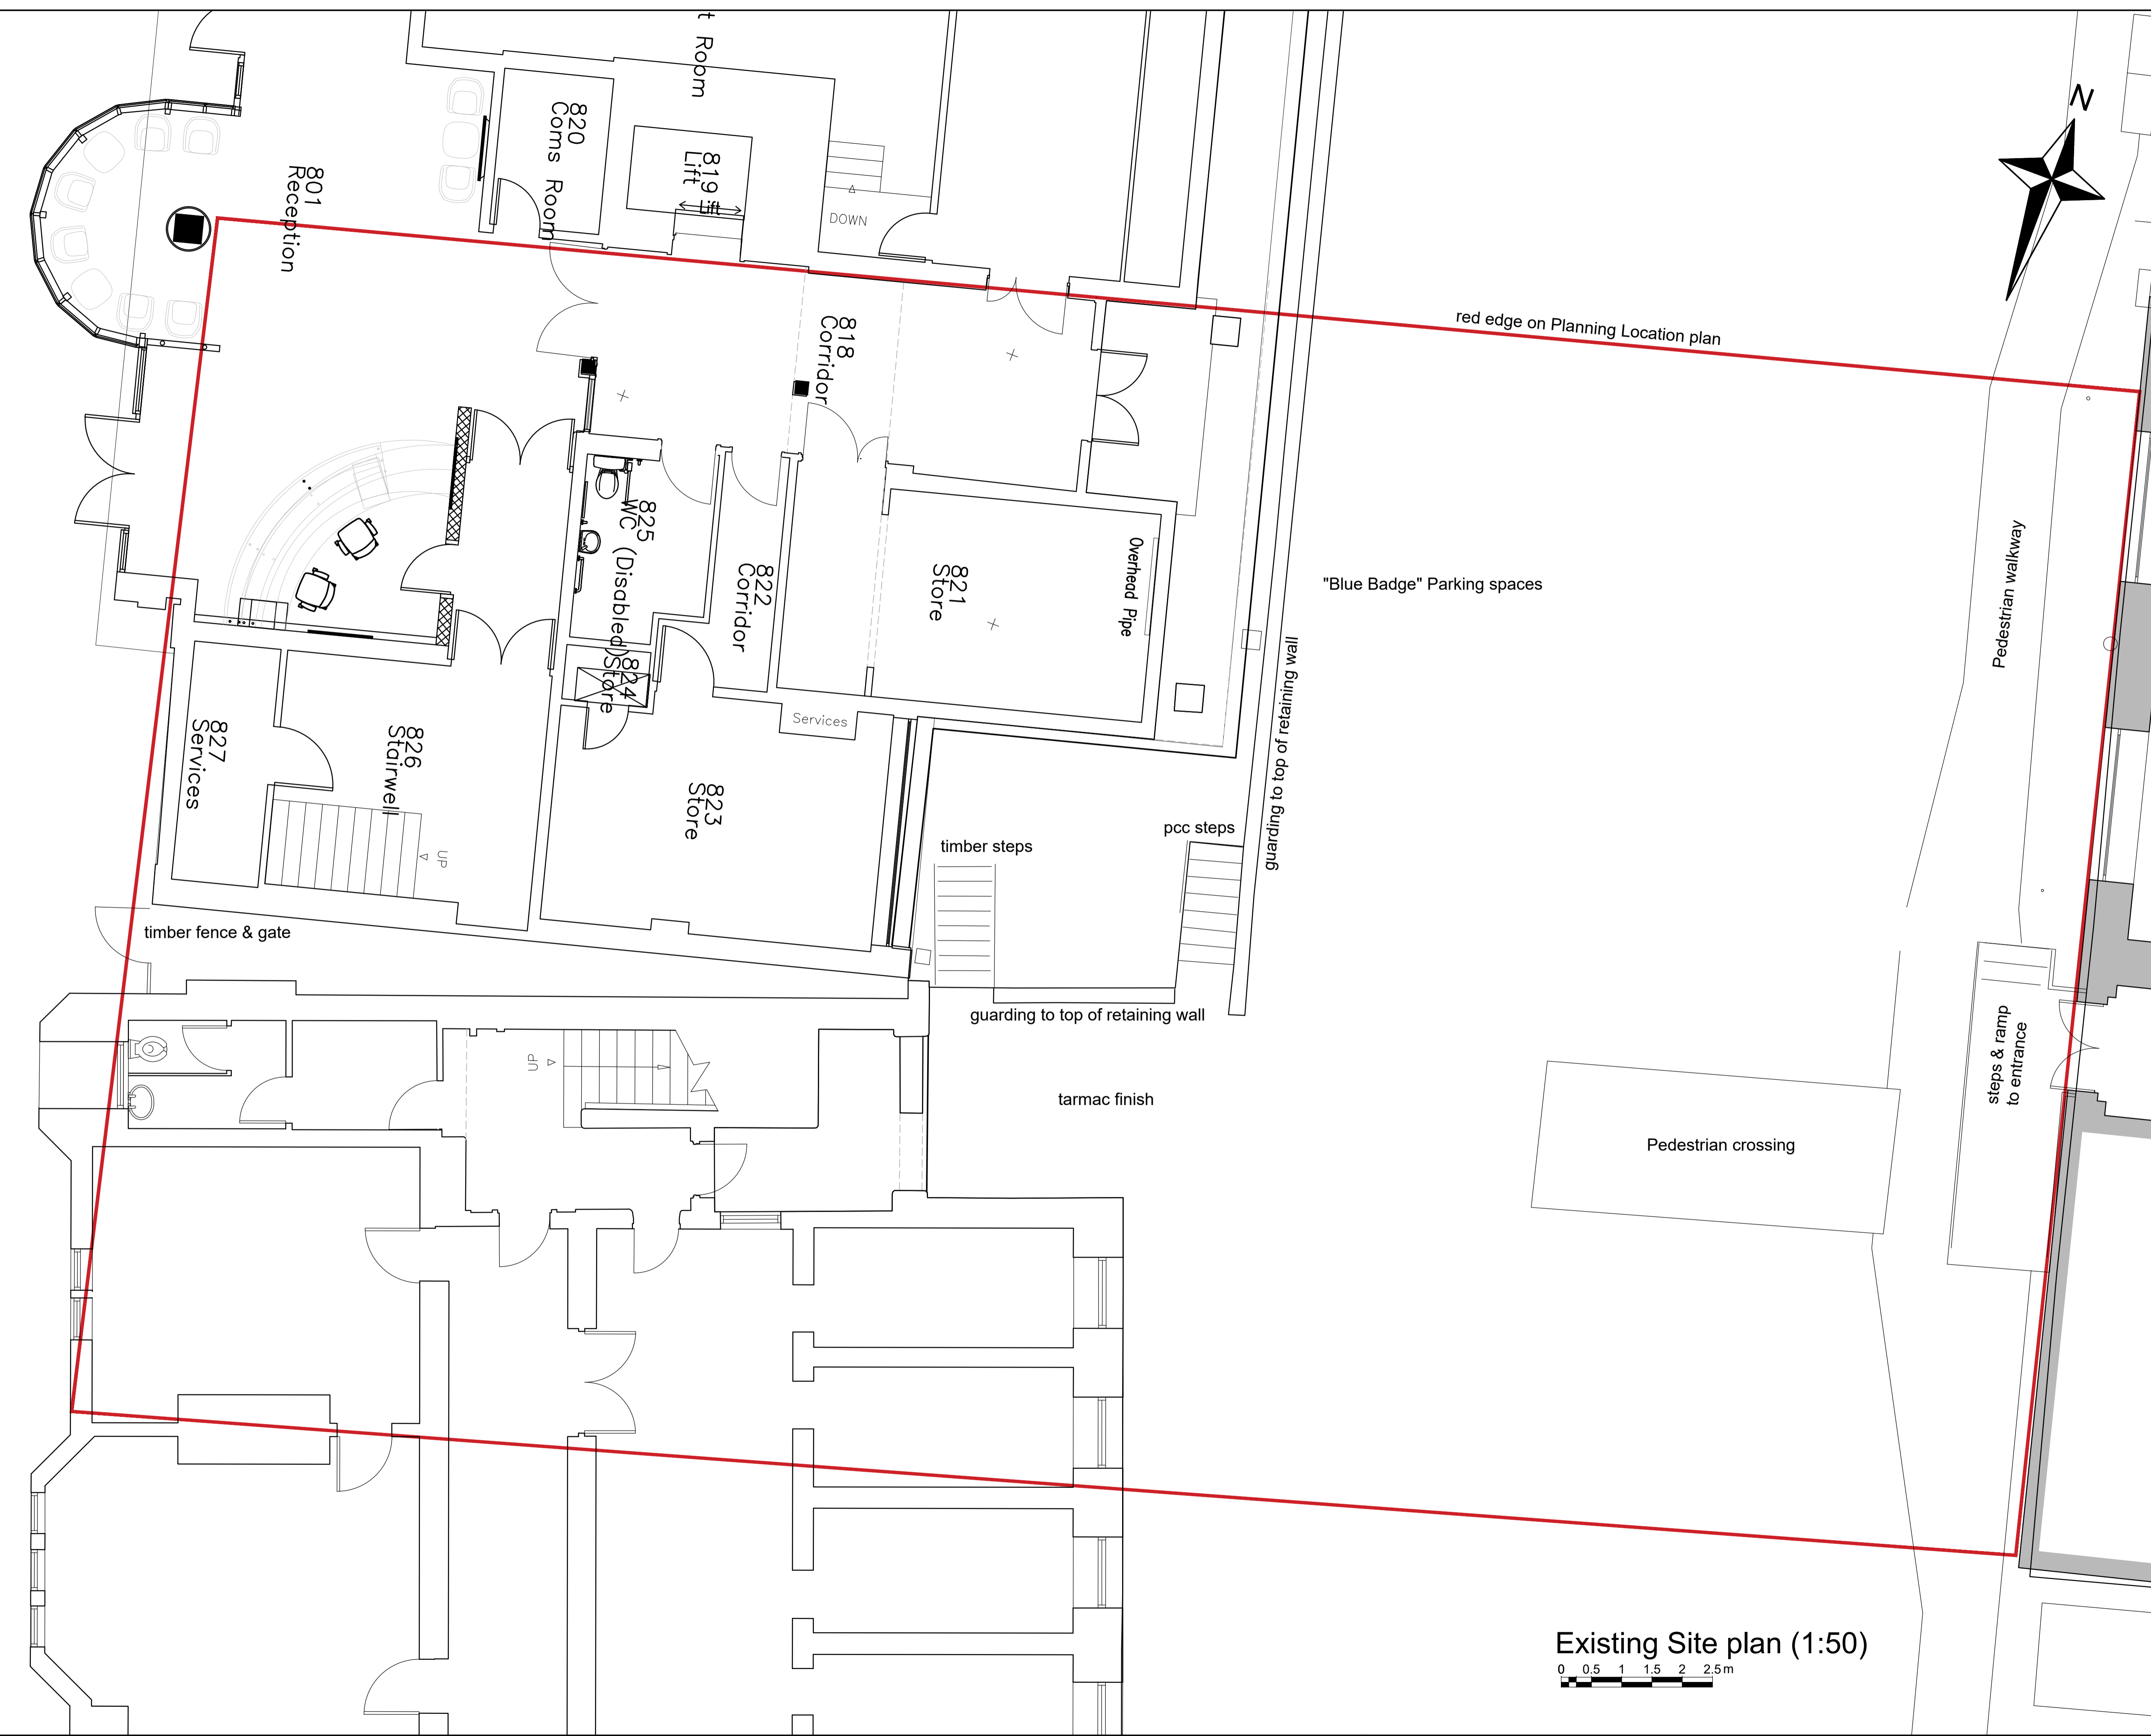 t Room
N
820
Coms Room
819
Lift
Lift
DOWN
801
Reception
818
Corridor
red edge on Planning Location plan
825
WC (Disabled)
822
Corridor
821
Store
Overhead Pipe
"Blue Badge" Parking spaces
Pedestrian walkway
824
Store
Services
guarding to top of retaining wall
827
Services
826
Stairwell
UP
823
Store
timber steps
pcc steps
timber fence & gate
guarding to top of retaining wall
UP
tarmac finish
steps & ramp
to entrance
Pedestrian crossing
Existing Site plan (1:50)
0 0.5 1 1.5 2 2.5 m